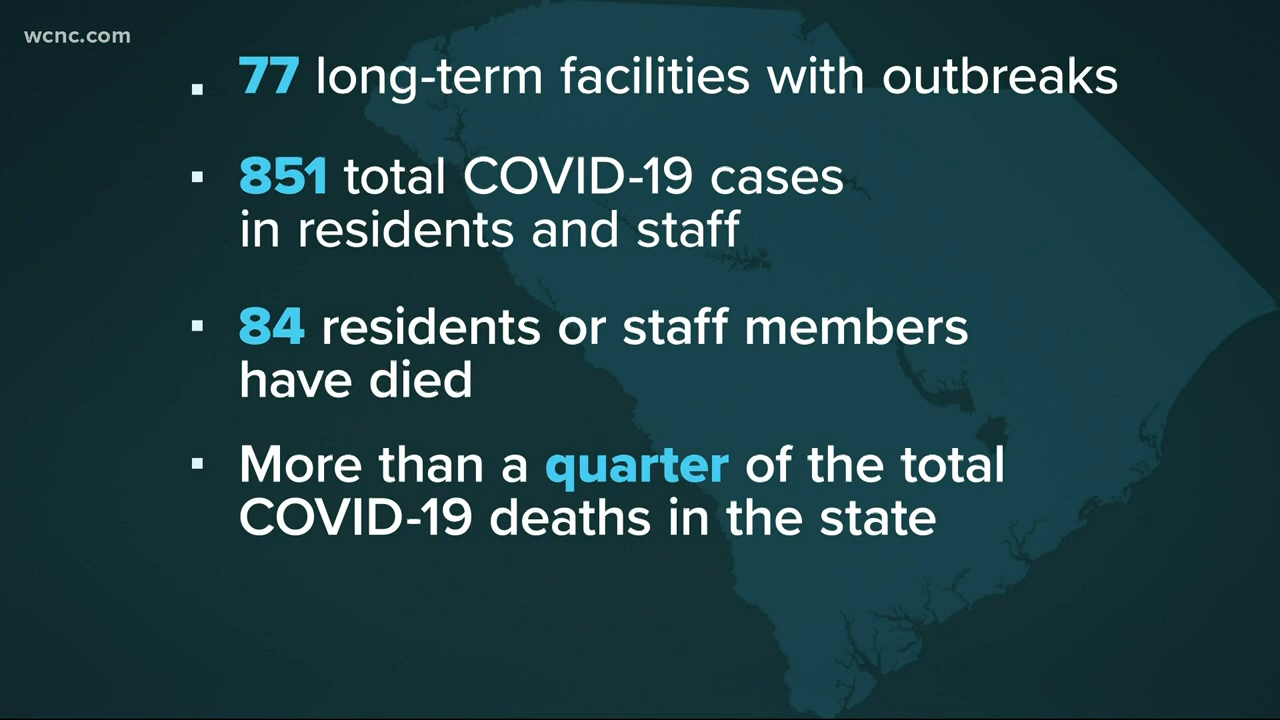 wcnc.com
77 long-term facilities with outbreaks
851 total COVID-19 cases
in residents and staff
84 residents or staff members
have died
More than a quarter of the total
COVID-19 deaths in the state